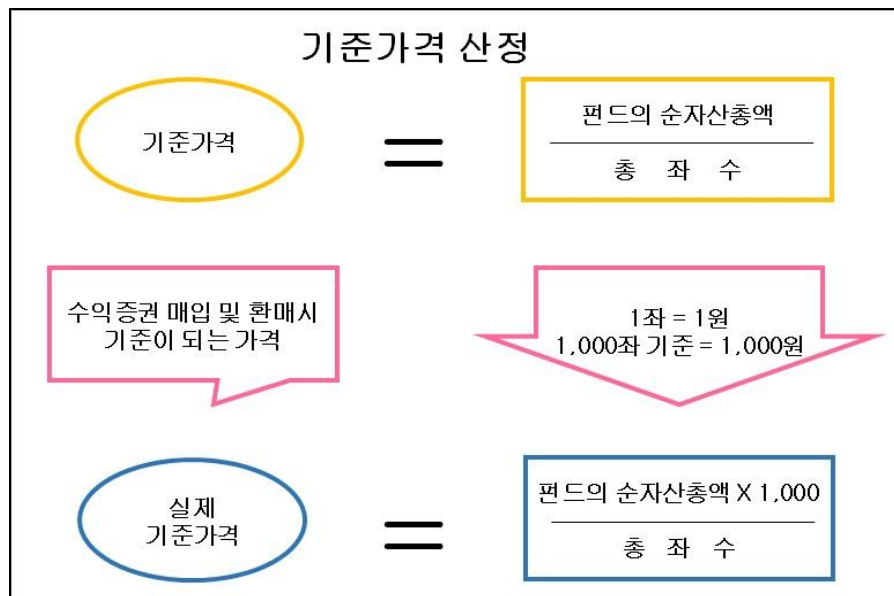 기준가격 산정
기준가격
=
펀드의 순자산총액
총 좌 수
수익증권 매입 및 환매시
기준이 되는 가격
1좌 = 1원
1,000좌 기준 = 1,000원
실제
기준가격
=
펀드의 순자산총액 X 1,000
총 좌 수